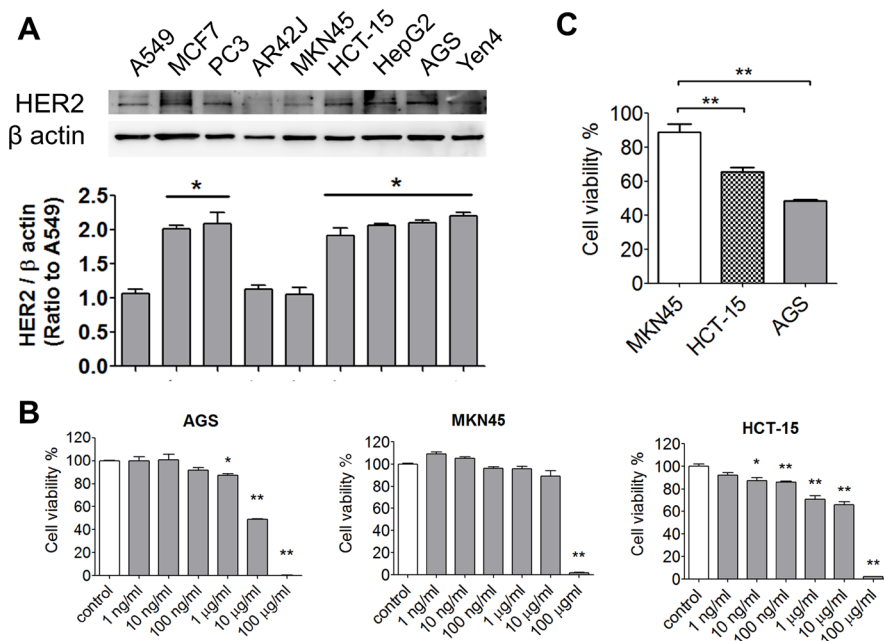 A
A549 MCF7 PC3 AR42J MKN45 HCT-15 HepG2 AGS Yen4
HER2
β actin
HER2 / β actin
(Ratio to A549)
2.5
2.0
1.5
1.0
0.5
0.0
*
*
C
Cell viability %
100
80
60
40
20
0
**
**
MKN45 HCT-15 AGS
B
AGS
Cell viability %
120
100
80
60
40
20
0
*
**
**
control 1 ng/ml 10 ng/ml 100 ng/ml 1 µg/ml 10 µg/ml 100 µg/ml
MKN45
Cell viability %
120
100
80
60
40
20
0
**
control 1 ng/ml 10 ng/ml 100 ng/ml 1 µg/ml 10 µg/ml 100 µg/ml
HCT-15
Cell viability %
120
100
80
60
40
20
0
*
**
**
**
**
control 1 ng/ml 10 ng/ml 100 ng/ml 1 µg/ml 10 µg/ml 100 µg/ml